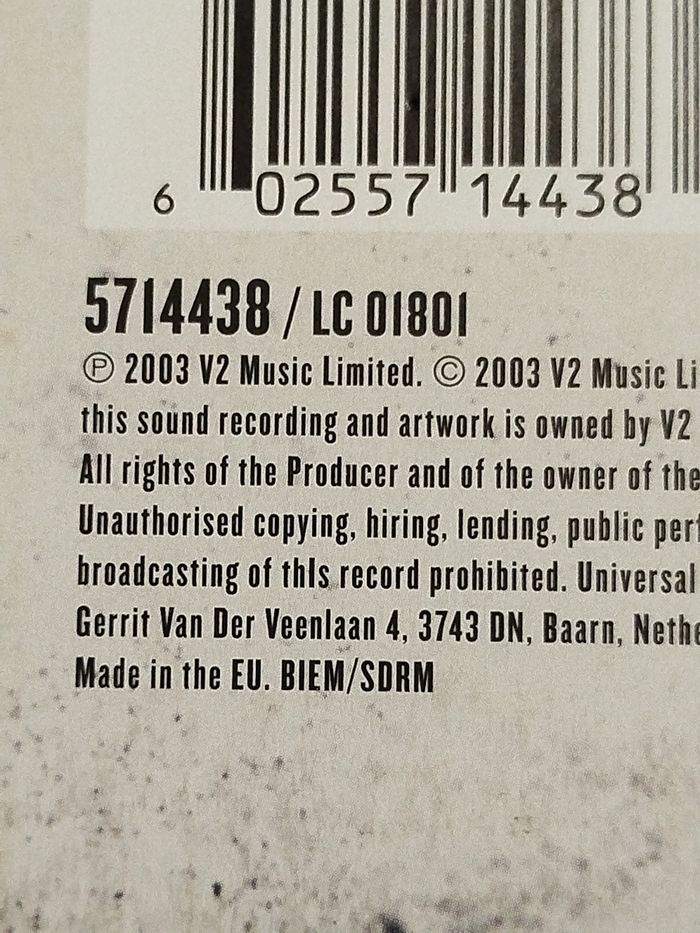 6 02557 14438
5714438 / LC 01801
Ⓟ 2003 V2 Music Limited. © 2003 V2 Music
this sound recording and artwork is owned by V2
All rights of the Producer and of the owner of the
Unauthorised copying, hiring, lending, public
broadcasting of thIs record prohibited. Universal
Gerrit Van Der Veenlaan 4, 3743 DN, Baarn,
Made in the EU. BIEM/SDRM